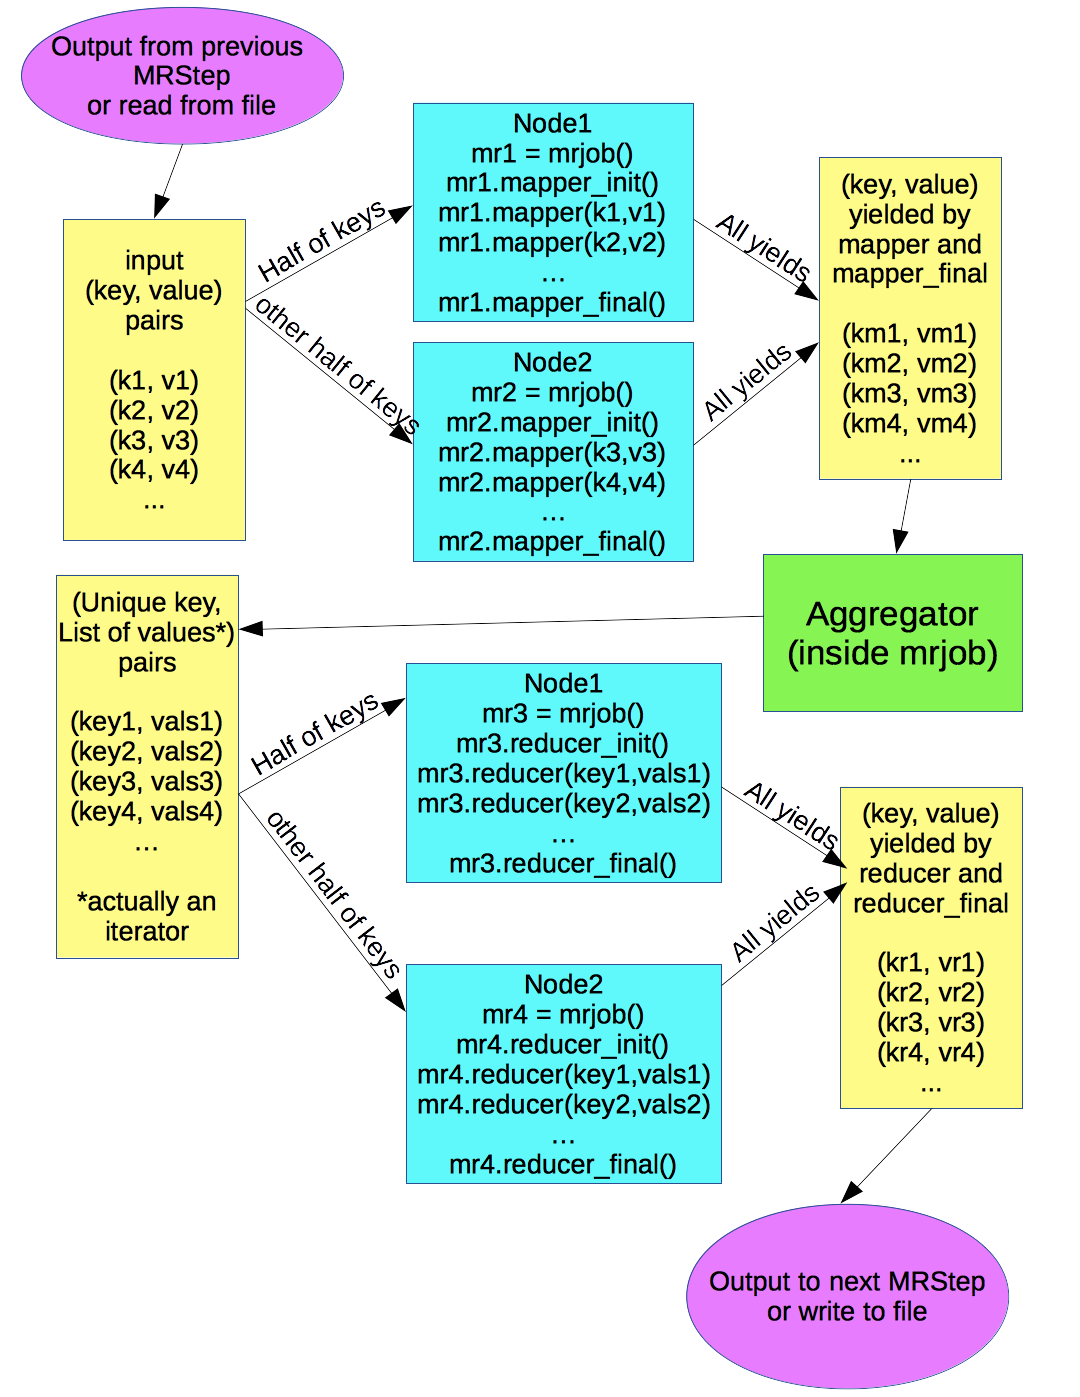 Output from previous
MRStep
or read from file
input
(key, value)
pairs
(k1, v1)
(k2, v2)
(k3, v3)
(k4, v4)
...
Half of keys
other half of keys
Node1
mr1 = mrjob()
mr1.mapper_init()
mr1.mapper(k1,v1)
mr1.mapper(k2,v2)
...
mr1.mapper_final()
Node2
mr2 = mrjob()
mr2.mapper_init()
mr2.mapper(k3,v3)
mr2.mapper(k4,v4)
...
mr2.mapper_final()
All yields
All yields
(key, value)
yielded by
mapper and
mapper_final
(km1, vm1)
(km2, vm2)
(km3, vm3)
(km4, vm4)
...
Aggregator
(inside mrjob)
(Unique key,
List of values*)
pairs
(key1, vals1)
(key2, vals2)
(key3, vals3)
(key4, vals4)
...
*actually an
iterator
Half of keys
other half of keys
Node1
mr3 = mrjob()
mr3.reducer_init()
mr3.reducer(key1,vals1)
mr3.reducer(key2,vals2)
...
mr3.reducer_final()
Node2
mr4 = mrjob()
mr4.reducer_init()
mr4.reducer(key1,vals1)
mr4.reducer(key2,vals2)
...
mr4.reducer_final()
All yields
All yields
(key, value)
yielded by
reducer and
reducer_final
(kr1, vr1)
(kr2, vr2)
(kr3, vr3)
(kr4, vr4)
...
Output to next MRStep
or write to file